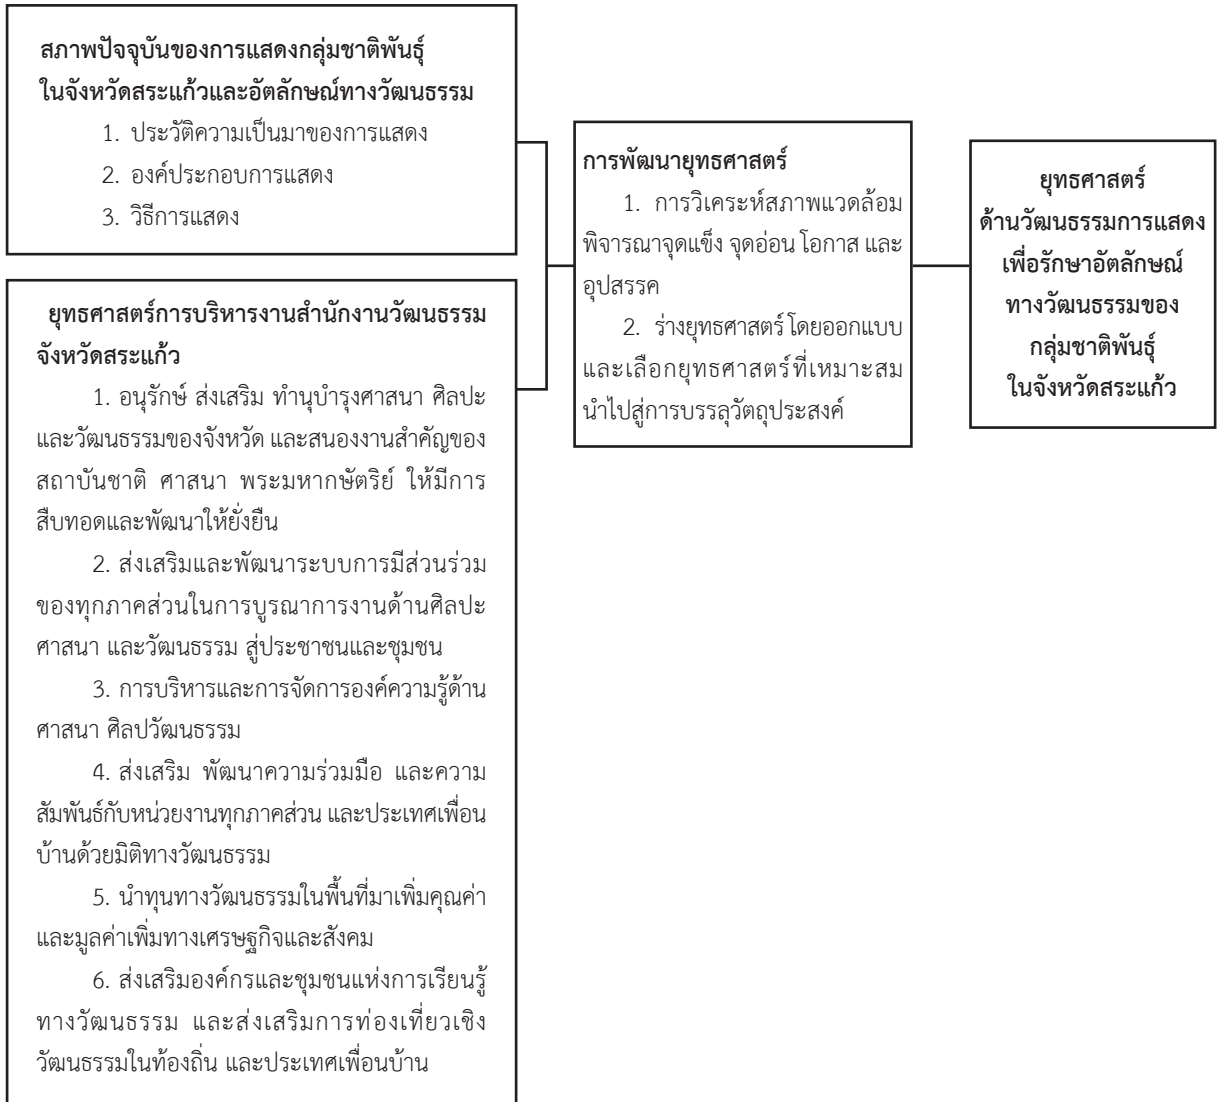 สภาพปัจจุบันของการแสดงกลุ่มชาติพันธุ์
ในจังหวัดสระแก้วและอัตลักษณ์ทางวัฒนธรรม
1. ประวัติความเป็นมาของการแสดง
2. องค์ประกอบการแสดง
3. วิธีการแสดง
ยุทธศาสตร์การบริหารงานสำนักงานวัฒนธรรม
จังหวัดสระแก้ว
1. อนุรักษ์ ส่งเสริม ทำนุบำรุงศาสนา ศิลปะ
และวัฒนธรรมของจังหวัด และสนองงานสำคัญของ
สถาบันชาติ ศาสนา พระมหากษัตริย์ ให้มีการ
สืบทอดและพัฒนาให้ยั่งยืน
2. ส่งเสริมและพัฒนาระบบการมีส่วนร่วม
ของทุกภาคส่วนในการบูรณาการงานด้านศิลปะ
ศาสนา และวัฒนธรรม สู่ประชาชนและชุมชน
3. การบริหารและการจัดการองค์ความรู้ด้าน
ศาสนา ศิลปวัฒนธรรม
4. ส่งเสริม พัฒนาความร่วมมือ และความ
สัมพันธ์กับหน่วยงานทุกภาคส่วน และประเทศเพื่อน
บ้านด้วยมิติทางวัฒนธรรม
5. นำทุนทางวัฒนธรรมในพื้นที่มาเพิ่มคุณค่า
และมูลค่าเพิ่มทางเศรษฐกิจและสังคม
6. ส่งเสริมองค์กรและชุมชนแห่งการเรียนรู้
ทางวัฒนธรรม และส่งเสริมการท่องเที่ยวเชิง
วัฒนธรรมในท้องถิ่น และประเทศเพื่อนบ้าน
การพัฒนายุทธศาสตร์
1. การวิเคระห์สภาพแวดล้อม
พิจารณาจุดแข็ง จุดอ่อน โอกาส และ
อุปสรรค
2. ร่างยุทธศาสตร์ โดยออกแบบ
และเลือกยุทธศาสตร์ที่เหมาะสม
นำไปสู่การบรรลุวัตถุประสงค์
ยุทธศาสตร์
ด้านวัฒนธรรมการแสดง
เพื่อรักษาอัตลักษณ์
ทางวัฒนธรรมของ
กลุ่มชาติพันธุ์
ในจังหวัดสระแก้ว